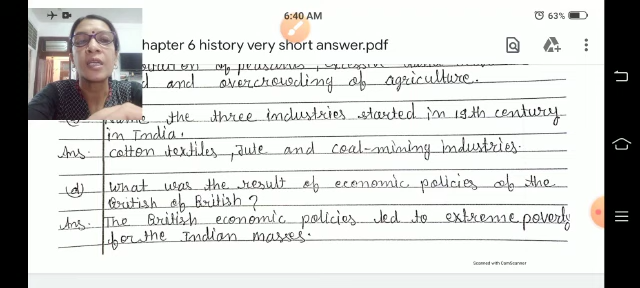 6:40 AM
63%
hapter 6 history very short answer.pdf
d and overcrowding of agriculture.
the three industries started in 19th century
in India.
Ans. cotton textiles, Jute and coal-mining industries.
(d) What was the result of economic policies of the
British of British?
Ans. The British economic policies led to extreme poverty
for the Indian masses.
Scanned with CamScanner